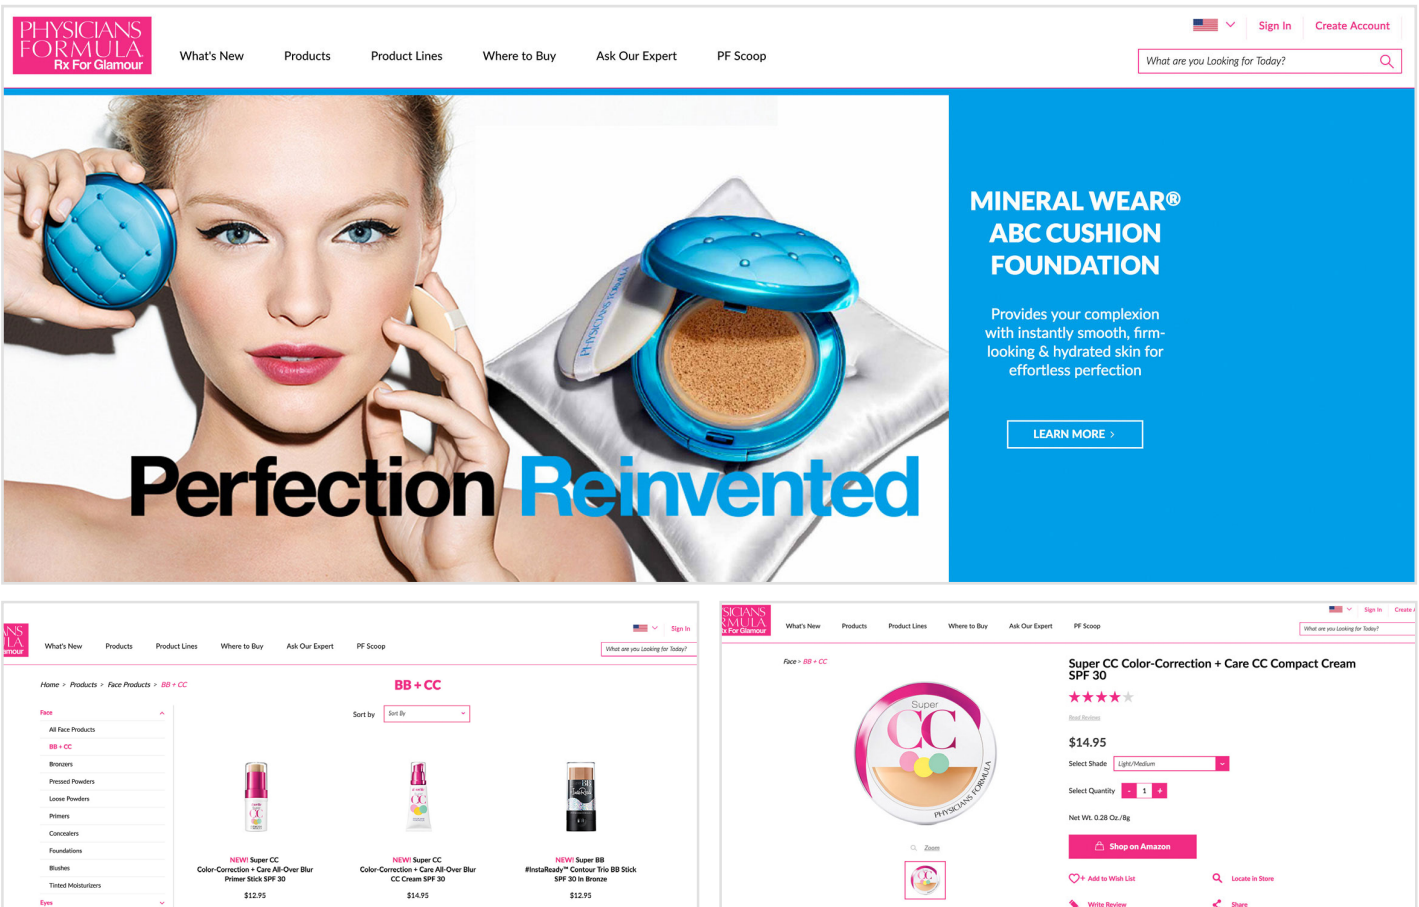 PHYSICIANS
FORMULA
Rx For Glamour
What's New
Products
Product Lines
Where to Buy
Ask Our Expert
PF Scoop
Sign In
Create Account
What are you Looking for Today?
PHYSICIANS FORMULA
Perfection Reinvented
MINERAL WEAR®
ABC CUSHION
FOUNDATION
Provides your complexion
with instantly smooth, firm-
looking & hydrated skin for
effortless perfection
LEARN MORE >
What's New
Products
Product Lines
Where to Buy
Ask Our Expert
PF Scoop
Sign In
What are you Looking for Today?
Home > Products > Face Products > BB + CC
BB + CC
Sort by
Sort By
Face
All Face Products
BB + CC
Bronzers
Pressed Powders
Loose Powders
Primers
Concealers
Foundations
Blushes
Tinted Moisturizers
Eyes
NEW! Super CC
Color-Correction + Care All-Over Blur
Primer Stick SPF 30
$12.95
NEW! Super CC
Color-Correction + Care All-Over Blur
CC Cream SPF 30
$14.95
NEW! Super BB
#InstaReady™ Contour Trio BB Stick
SPF 30 In Bronze
$12.95
SICIANS
RMULA
x For Glamour
What's New
Products
Product Lines
Where to Buy
Ask Our Expert
PF Scoop
Sign In
Create A
What are you Looking for Today?
Face > BB + CC
Super
CC
PHYSICIANS FORMULA
Zoom
Super CC Color-Correction + Care CC Compact Cream
SPF 30
Read Reviews
$14.95
Select Shade
Light/Medium
Select Quantity
- 1 +
Net Wt. 0.28 Oz./8g
Shop on Amazon
Add to Wish List
Locate in Store
Write Review
Share